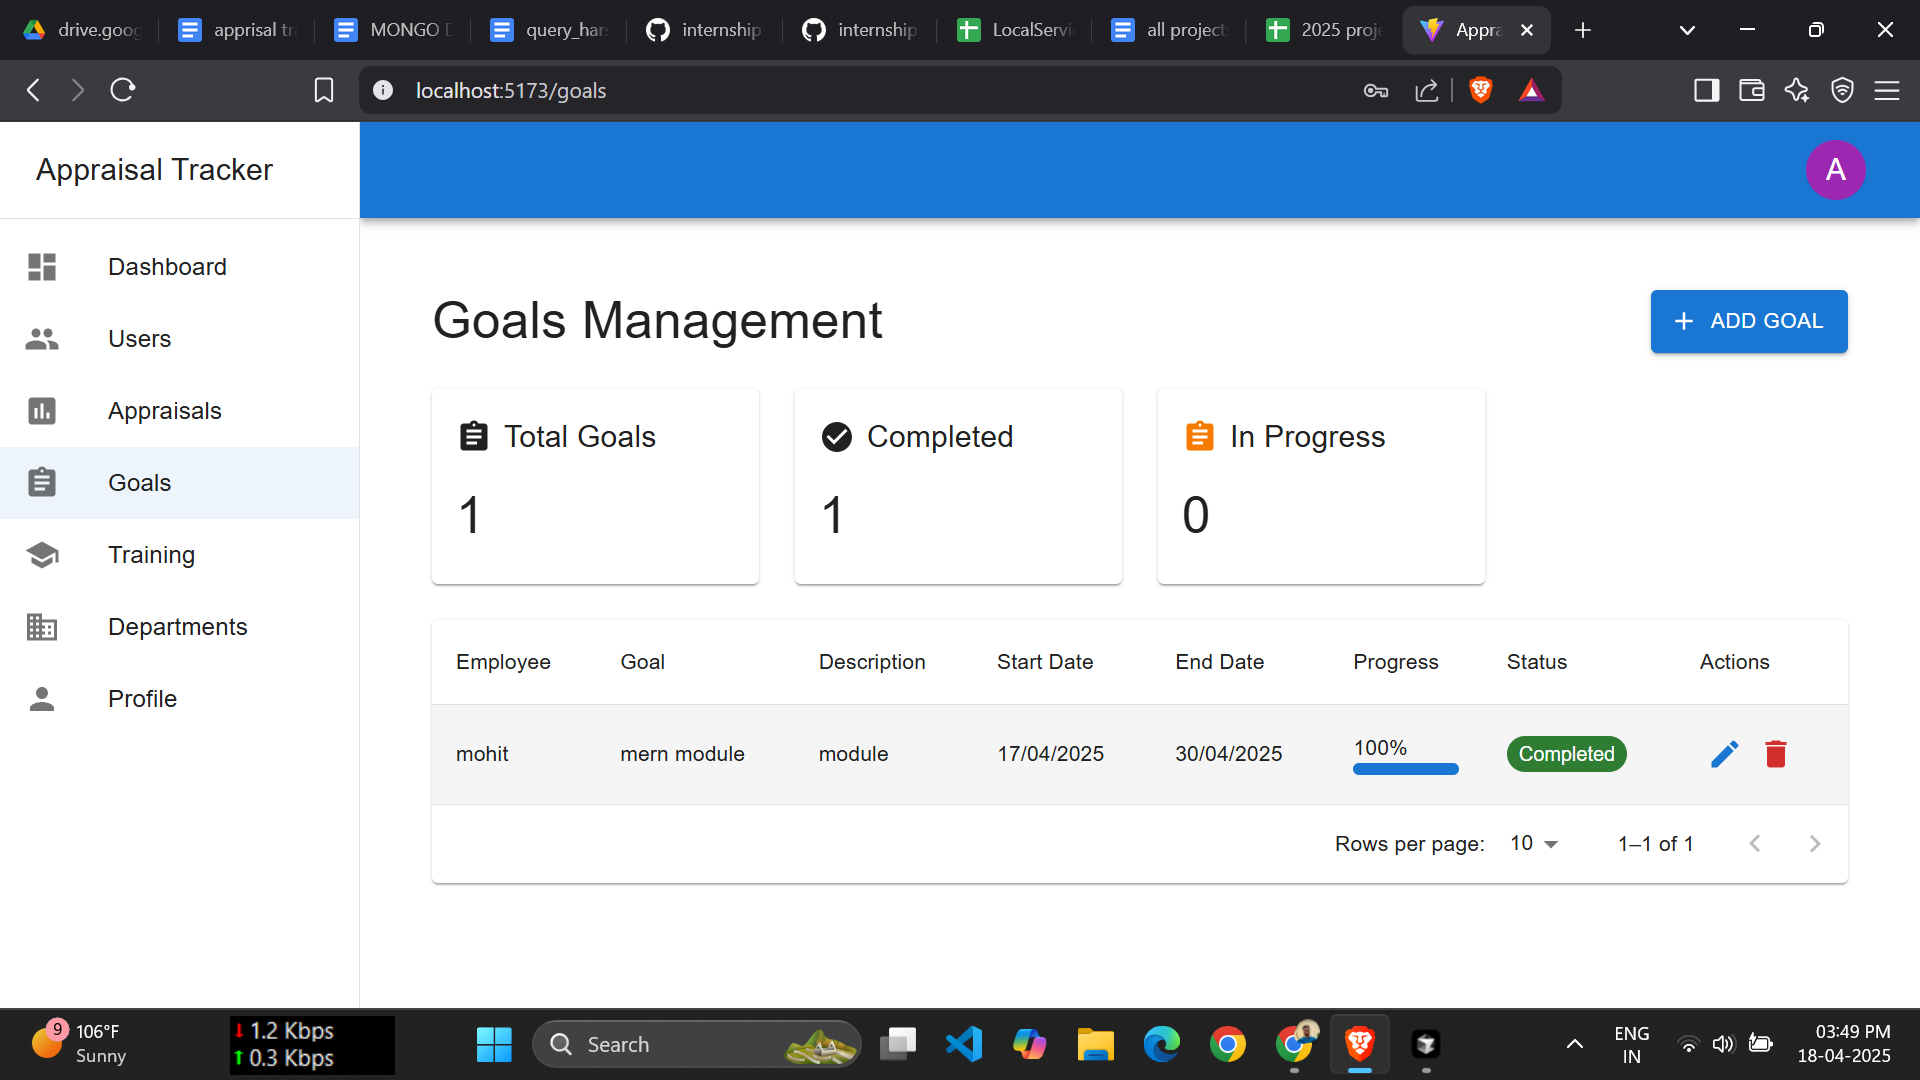 drive.goog
apprisal tr
MONGO D
query_hars
internship
internship
LocalServi
all project
2025 proje
Appra
localhost:5173/goals
Appraisal Tracker
A
Dashboard
Users
Appraisals
Goals
Training
Departments
Profile
Goals Management
ADD GOAL
Total Goals
1
Completed
1
In Progress
0
Employee Goal Description Start Date End Date Progress Status Actions
mohit mern module module 17/04/2025 30/04/2025 100% Completed
Rows per page: 10 1–1 of 1
9
106°F
Sunny
1.2 Kbps
0.3 Kbps
Search
ENG
IN
03:49 PM
18-04-2025